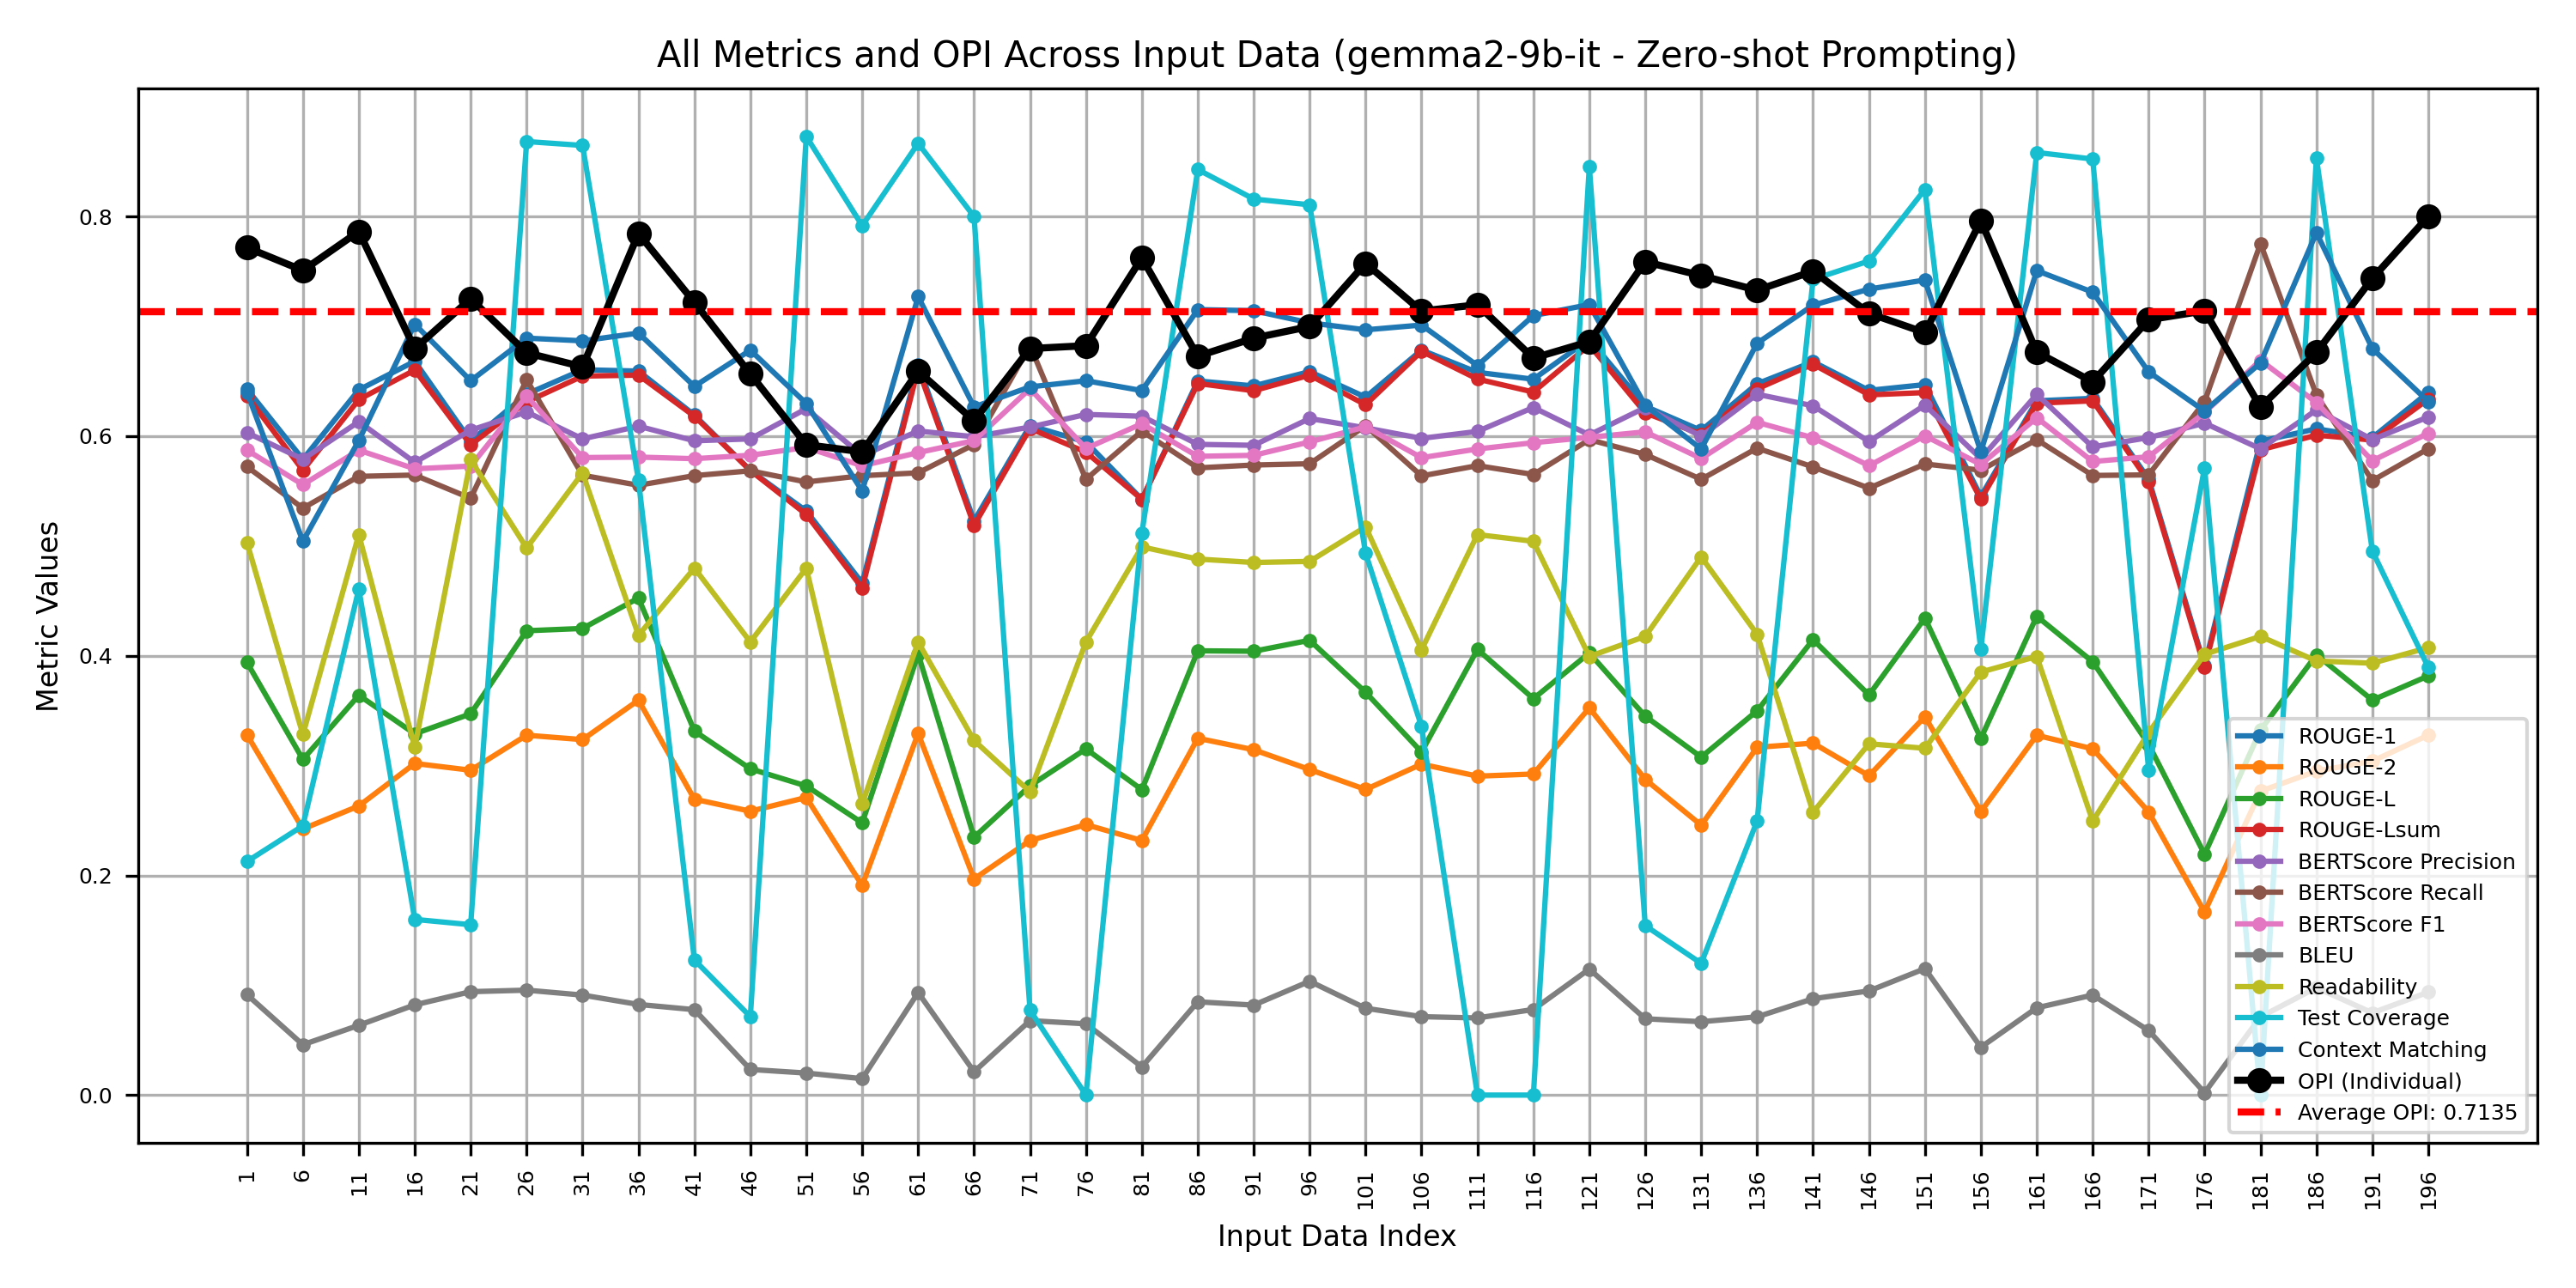 All Metrics and OPI Across Input Data (gemma2-9b-it - Zero-shot Prompting)
Metric Values
0.8
0.6
0.4
0.2
0.0
ROUGE-1
ROUGE-2
ROUGE-L
ROUGE-Lsum
BERTScore Precision
BERTScore Recall
BERTScore F1
BLEU
Readability
Test Coverage
Context Matching
OPI (Individual)
Average OPI: 0.7135
1 6 11 16 21 26 31 36 41 46 51 56 61 66 71 76 81 86 91 96 101 106 111 116 121 126 131 136 141 146 151 156 161 166 171 176 181 186 191 196
Input Data Index